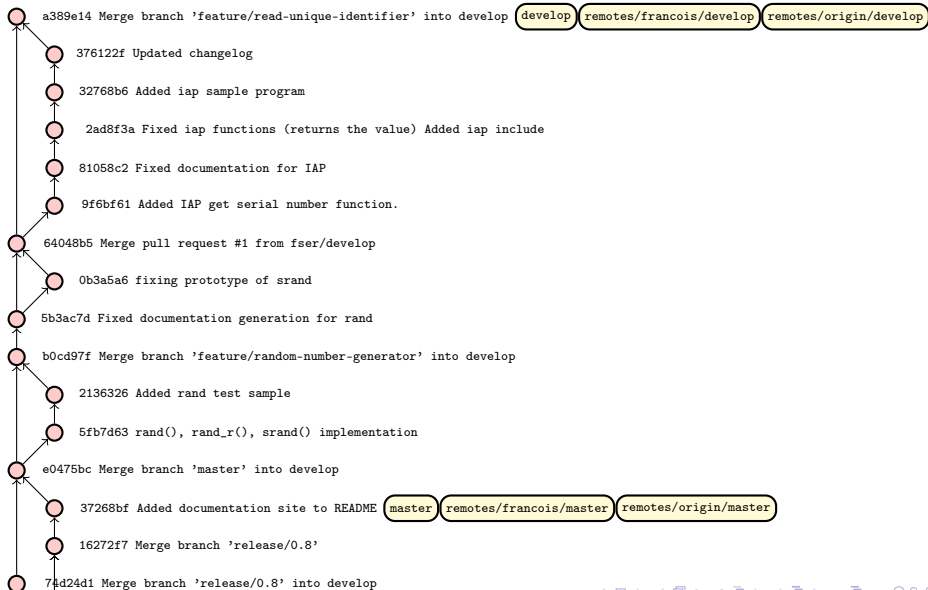 a389e14 Merge branch ’feature/read-unique-identifier’ into develop develop remotes/francois/develop remotes/origin/develop
376122f Updated changelog
32768b6 Added iap sample program
2ad8f3a Fixed iap functions (returns the value) Added iap include
81058c2 Fixed documentation for IAP
9f6bf61 Added IAP get serial number function.
64048b5 Merge pull request #1 from fser/develop
0b3a5a6 fixing prototype of srand
5b3ac7d Fixed documentation generation for rand
b0cd97f Merge branch ’feature/random-number-generator’ into develop
2136326 Added rand test sample
5fb7d63 rand(), rand_r(), srand() implementation
e0475bc Merge branch ’master’ into develop
37268bf Added documentation site to README master remotes/francois/master remotes/origin/master
16272f7 Merge branch ’release/0.8’
74d24d1 Merge branch ’release/0.8’ into develop